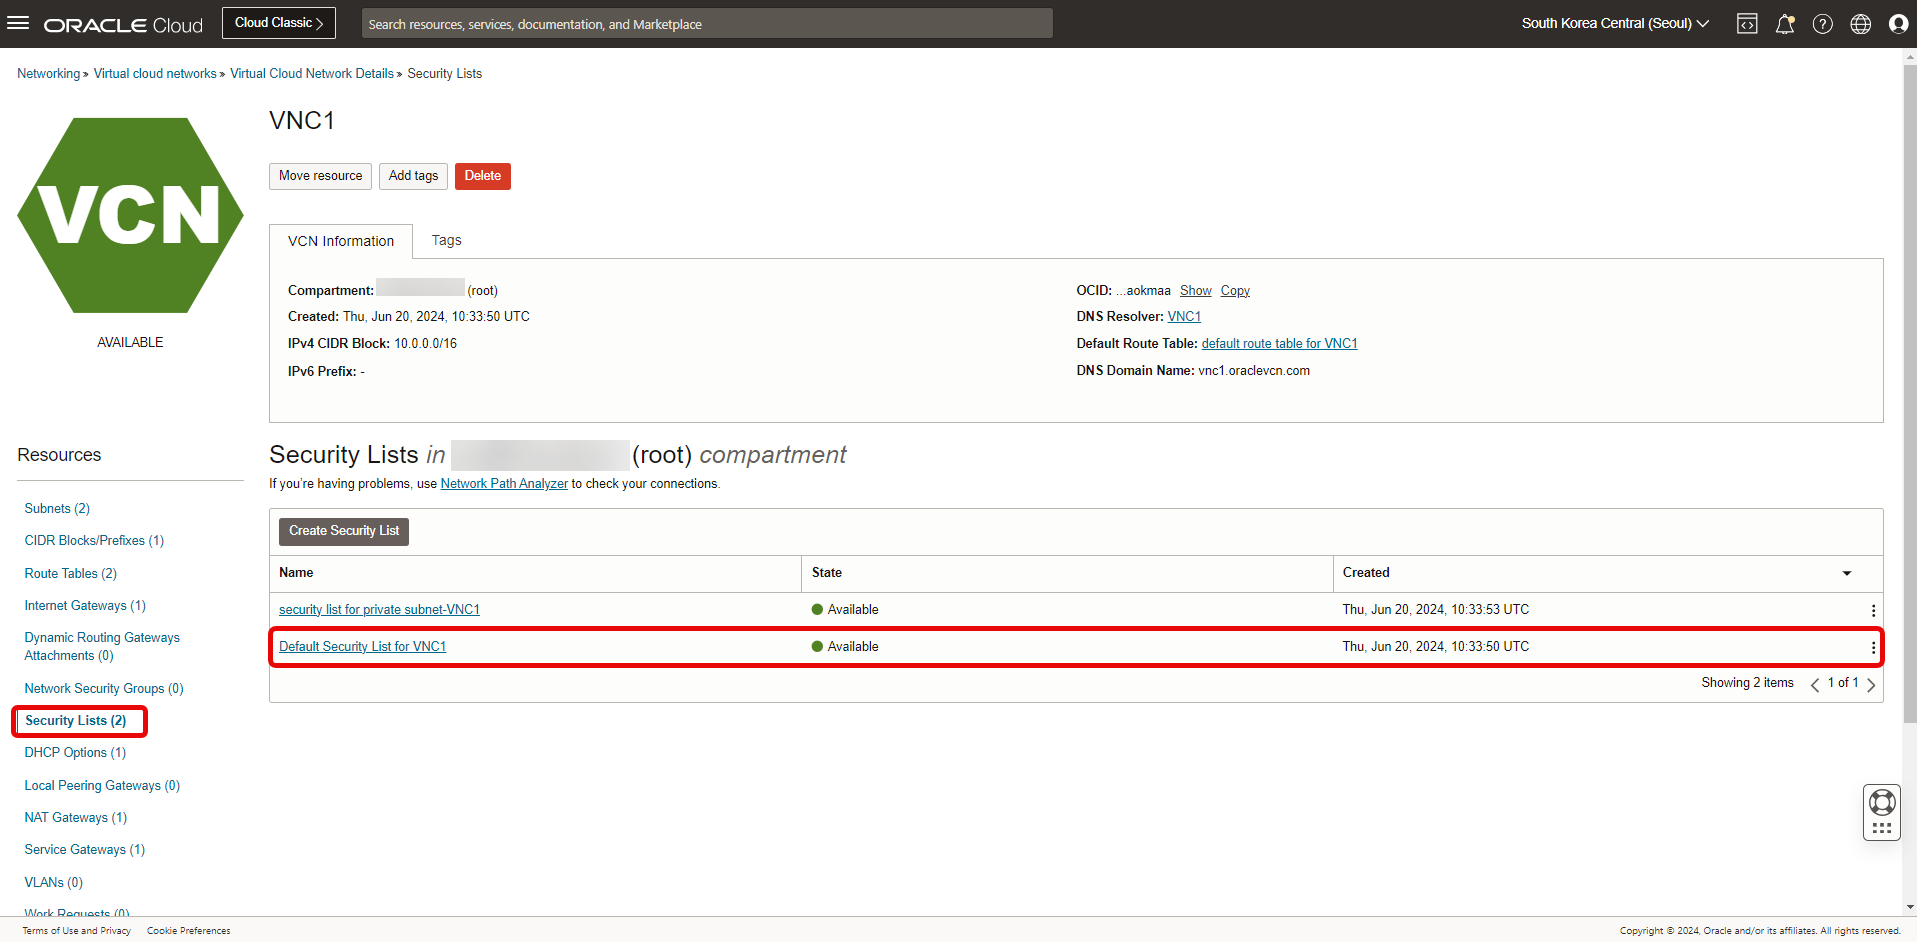 ORACLE Cloud
Cloud Classic
Search resources, services, documentation, and Marketplace
South Korea Central (Seoul)
Networking » Virtual cloud networks » Virtual Cloud Network Details » Security Lists
VCN
AVAILABLE
VNC1
Move resource
Add tags
Delete
VCN Information
Tags
Compartment: (root)
Created: Thu, Jun 20, 2024, 10:33:50 UTC
IPv4 CIDR Block: 10.0.0.0/16
IPv6 Prefix: -
OCID: ...aokmaa Show Copy
DNS Resolver: VNC1
Default Route Table: default route table for VNC1
DNS Domain Name: vnc1.oraclevcn.com
Resources
Subnets (2)
CIDR Blocks/Prefixes (1)
Route Tables (2)
Internet Gateways (1)
Dynamic Routing Gateways
Attachments (0)
Network Security Groups (0)
Security Lists (2)
DHCP Options (1)
Local Peering Gateways (0)
NAT Gateways (1)
Service Gateways (1)
VLANs (0)
Work Requests (0)
Security Lists in (root) compartment
If you're having problems, use Network Path Analyzer to check your connections.
Create Security List
Name State Created
security list for private subnet-VNC1 Available Thu, Jun 20, 2024, 10:33:53 UTC
Default Security List for VNC1 Available Thu, Jun 20, 2024, 10:33:50 UTC
Showing 2 items 1 of 1
Terms of Use and Privacy Cookie Preferences
Copyright © 2024, Oracle and/or its affiliates. All rights reserved.